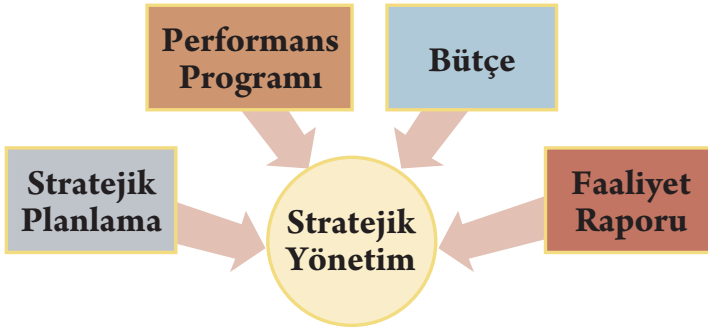 Performans
Programı
Bütçe
Stratejik
Planlama
Stratejik
Yönetim
Faaliyet
Raporu